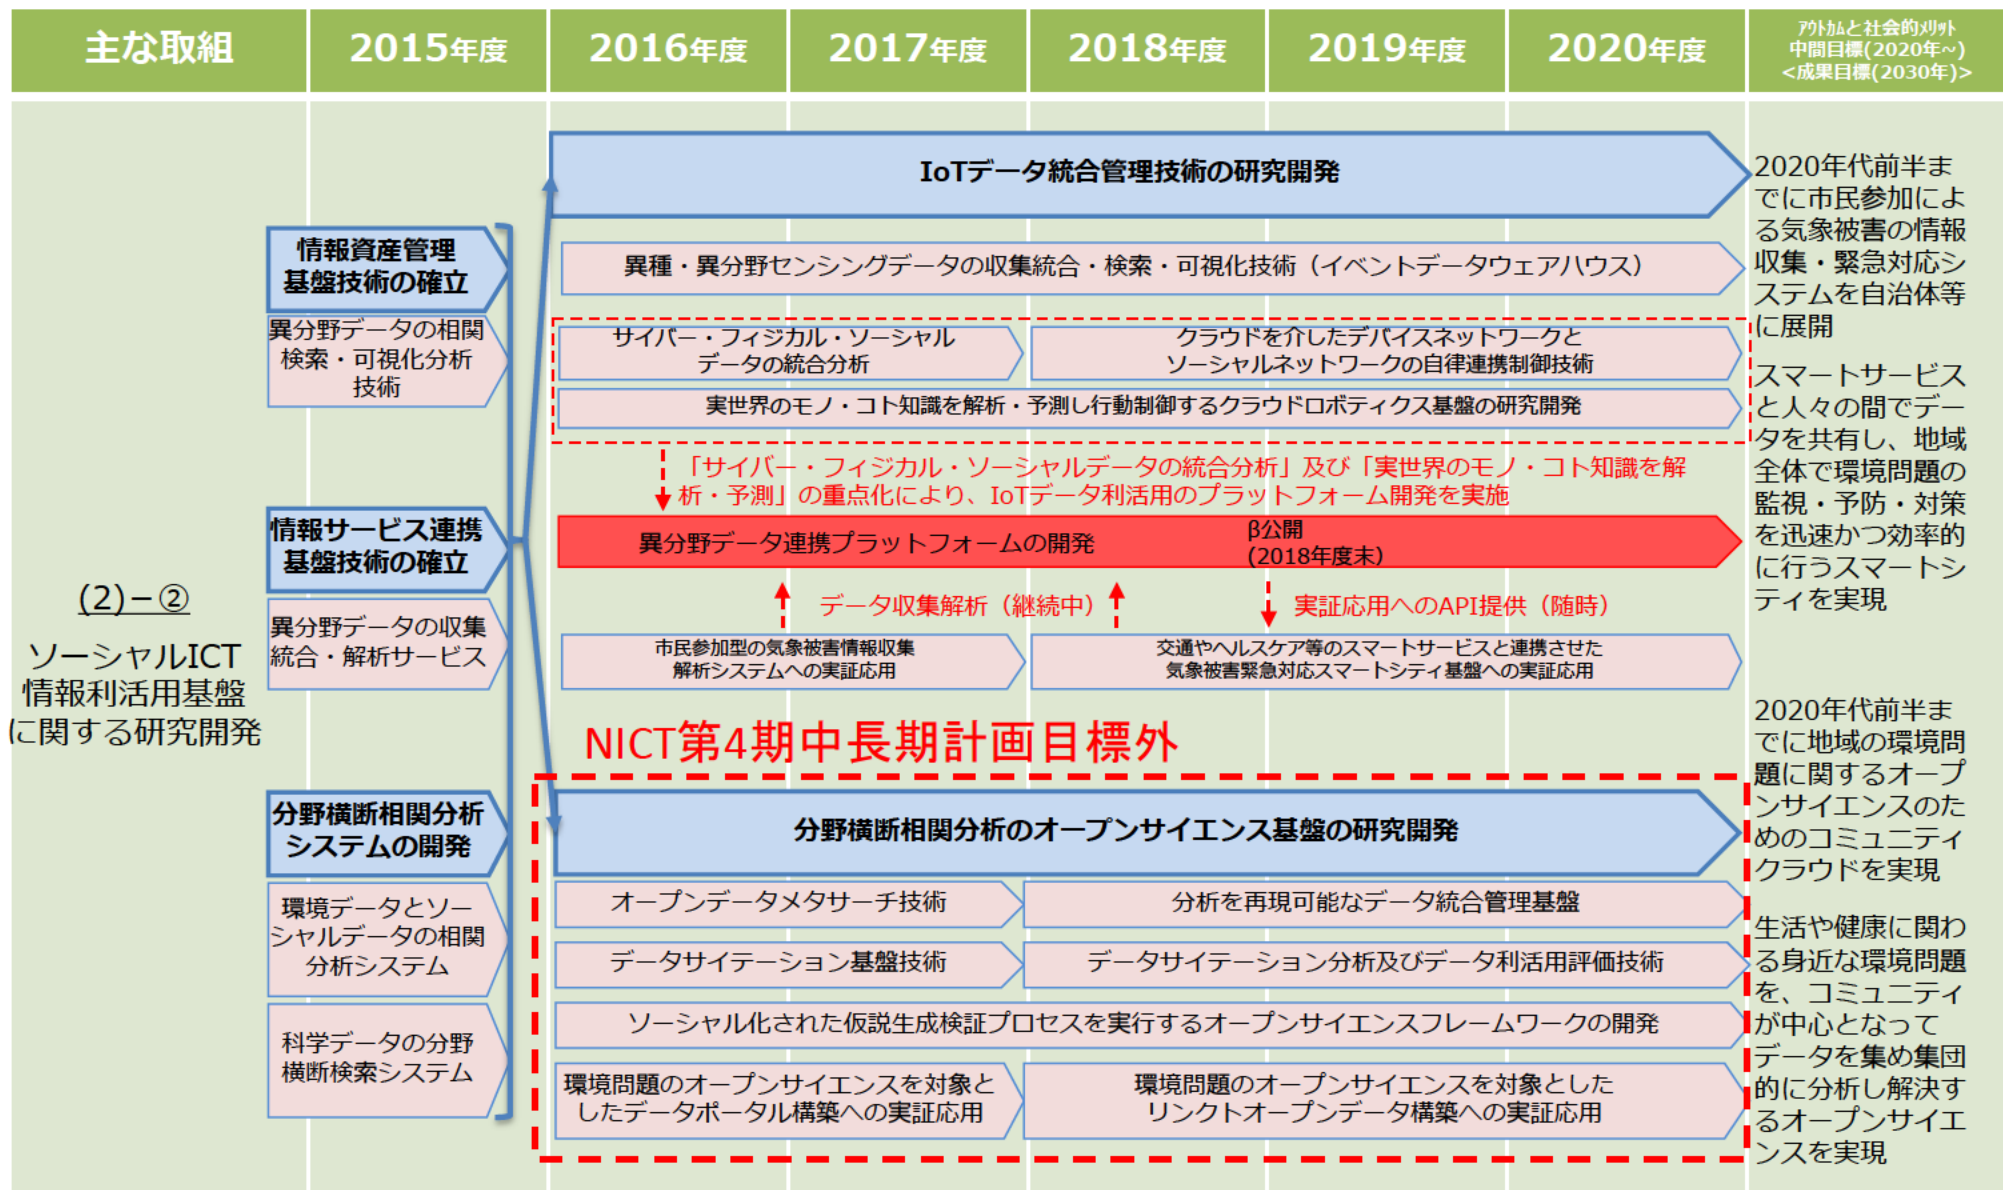 主な取組
2015年度
2016年度
2017年度
2018年度
2019年度
2020年度
ｱｳﾄｶﾑと社会的ﾒﾘｯﾄ
中間目標(2020年~)
<成果目標(2030年)>
(2)－②
ソーシャルICT
情報利活用基盤
に関する研究開発
情報資産管理
基盤技術の確立
異分野データの相関
検索・可視化分析
技術
情報サービス連携
基盤技術の確立
異分野データの収集
統合・解析サービス
分野横断相関分析
システムの開発
環境データとソー
シャルデータの相関
分析システム
科学データの分野
横断検索システム
IoTデータ統合管理技術の研究開発
異種・異分野センシングデータの収集統合・検索・可視化技術（イベントデータウェアハウス）
サイバー・フィジカル・ソーシャル
データの統合分析
クラウドを介したデバイスネットワークと
ソーシャルネットワークの自律連携制御技術
実世界のモノ・コト知識を解析・予測し行動制御するクラウドロボティクス基盤の研究開発
「サイバー・フィジカル・ソーシャルデータの統合分析」及び「実世界のモノ・コト知識を解
析・予測」の重点化により、IoTデータ利活用のプラットフォーム開発を実施
異分野データ連携プラットフォームの開発
β公開
(2018年度末）
データ収集解析（継続中）
実証応用へのAPI提供（随時）
市民参加型の気象被害情報収集
解析システムへの実証応用
交通やヘルスケア等のスマートサービスと連携させた
気象被害緊急対応スマートシティ基盤への実証応用
NICT第4期中長期計画目標外
分野横断相関分析のオープンサイエンス基盤の研究開発
オープンデータメタサーチ技術
分析を再現可能なデータ統合管理基盤
データサイテーション基盤技術
データサイテーション分析及びデータ利活用評価技術
ソーシャル化された仮説生成検証プロセスを実行するオープンサイエンスフレームワークの開発
環境問題のオープンサイエンスを対象と
したデータポータル構築への実証応用
環境問題のオープンサイエンスを対象とした
リンクトオープンデータ構築への実証応用
2020年代前半ま
でに市民参加によ
る気象被害の情報
収集・緊急対応シ
ステムを自治体等
に展開
スマートサービス
と人々の間でデー
タを共有し、地域
全体で環境問題の
監視・予防・対策
を迅速かつ効率的
に行うスマートシ
ティを実現
2020年代前半ま
でに地域の環境問
題に関するオープ
ンサイエンスのた
めのコミュニティ
クラウドを実現
生活や健康に関わ
る身近な環境問題
を、コミュニティ
が中心となって
データを集め集団
的に分析し解決す
るオープンサイエ
ンスを実現